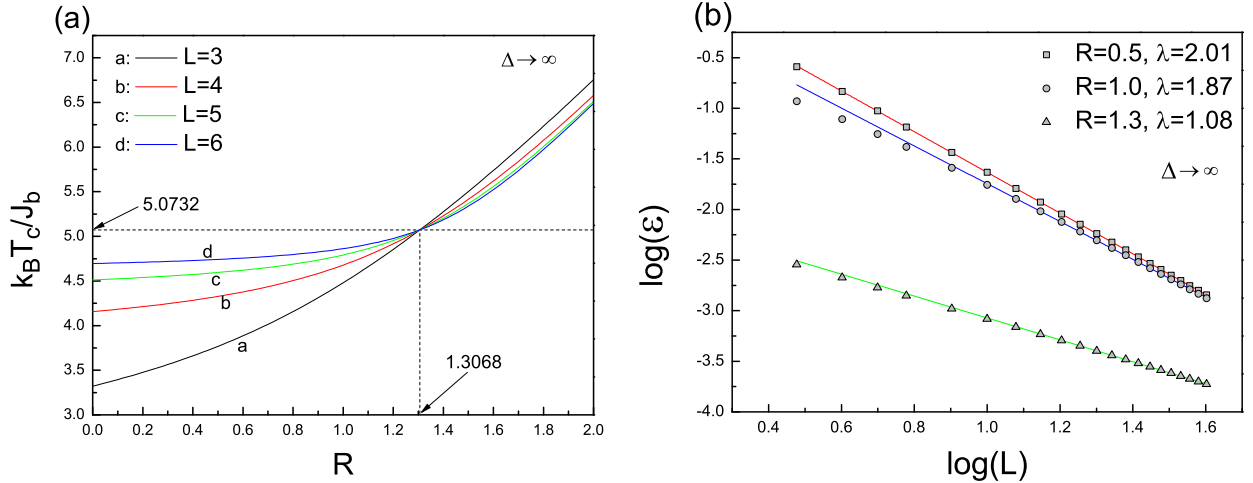 (a)
7.0
6.5
6.0
5.5
5.0
4.5
4.0
3.5
3.0
k_BT_c/J_b
a: L=3
b: L=4
c: L=5
d: L=6
Δ→∞
5.0732
d
c
b
a
1.3068
0.0 0.2 0.4 0.6 0.8 1.0 1.2 1.4 1.6 1.8 2.0
R
(b)
-0.5
-1.0
-1.5
-2.0
-2.5
-3.0
-3.5
-4.0
log(ε)
R=0.5, λ=2.01
R=1.0, λ=1.87
R=1.3, λ=1.08
Δ→∞
0.4 0.6 0.8 1.0 1.2 1.4 1.6
log(L)